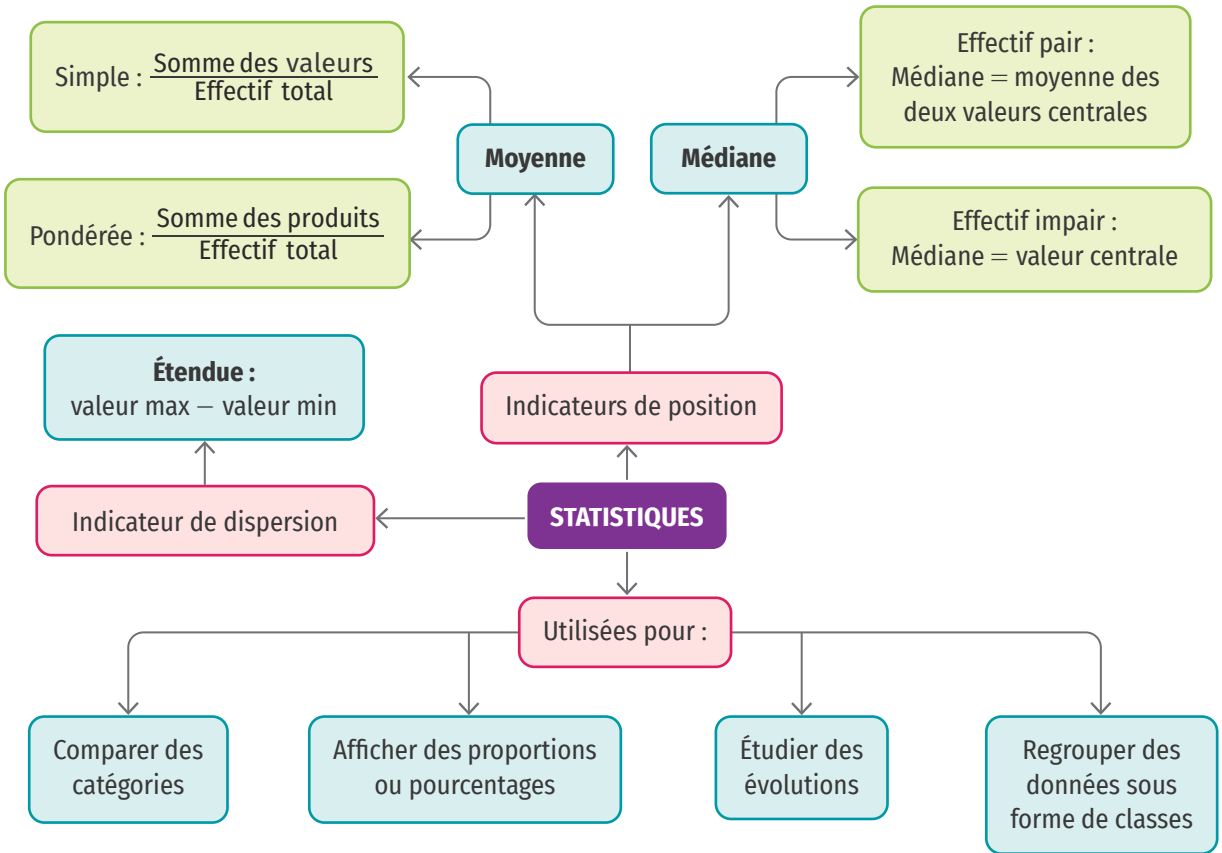 Simple : Somme des valeurs
Effectif total
Effectif pair :
Médiane = moyenne des
deux valeurs centrales
Moyenne
Médiane
Pondérée : Somme des produits
Effectif total
Effectif impair :
Médiane = valeur centrale
Étendue :
valeur max − valeur min
Indicateurs de position
Indicateur de dispersion
STATISTIQUES
Utilisées pour :
Comparer des
catégories
Afficher des proportions
ou pourcentages
Étudier des
évolutions
Regrouper des
données sous
forme de classes